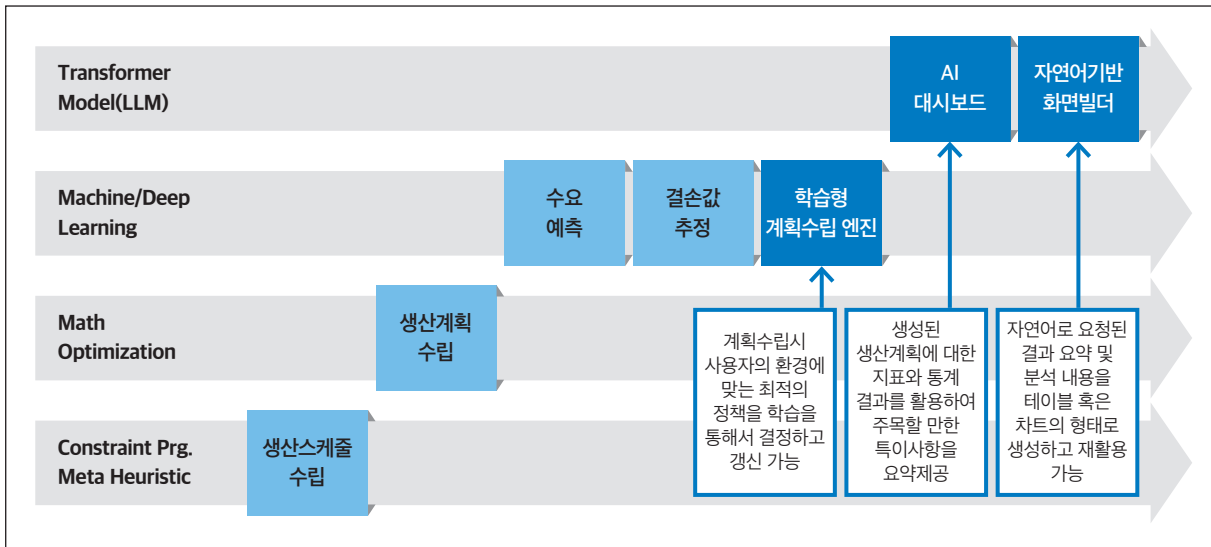 Transformer
Model(LLM)
AI
대시보드
자연어기반
화면빌더
Machine/Deep
Learning
수요
예측
결손값
추정
학습형
계획수립 엔진
Math
Optimization
생산계획
수립
계획수립시
사용자의 환경에
맞는 최적의
정책을 학습을
통해서 결정하고
갱신 가능
생성된
생산계획에 대한
지표와 통계
결과를 활용하여
주목할 만한
특이사항을
요약제공
자연어로 요청된
결과 요약 및
분석 내용을
테이블 혹은
차트의 형태로
생성하고 재활용
가능
Constraint Prg.
Meta Heuristic
생산스케줄
수립